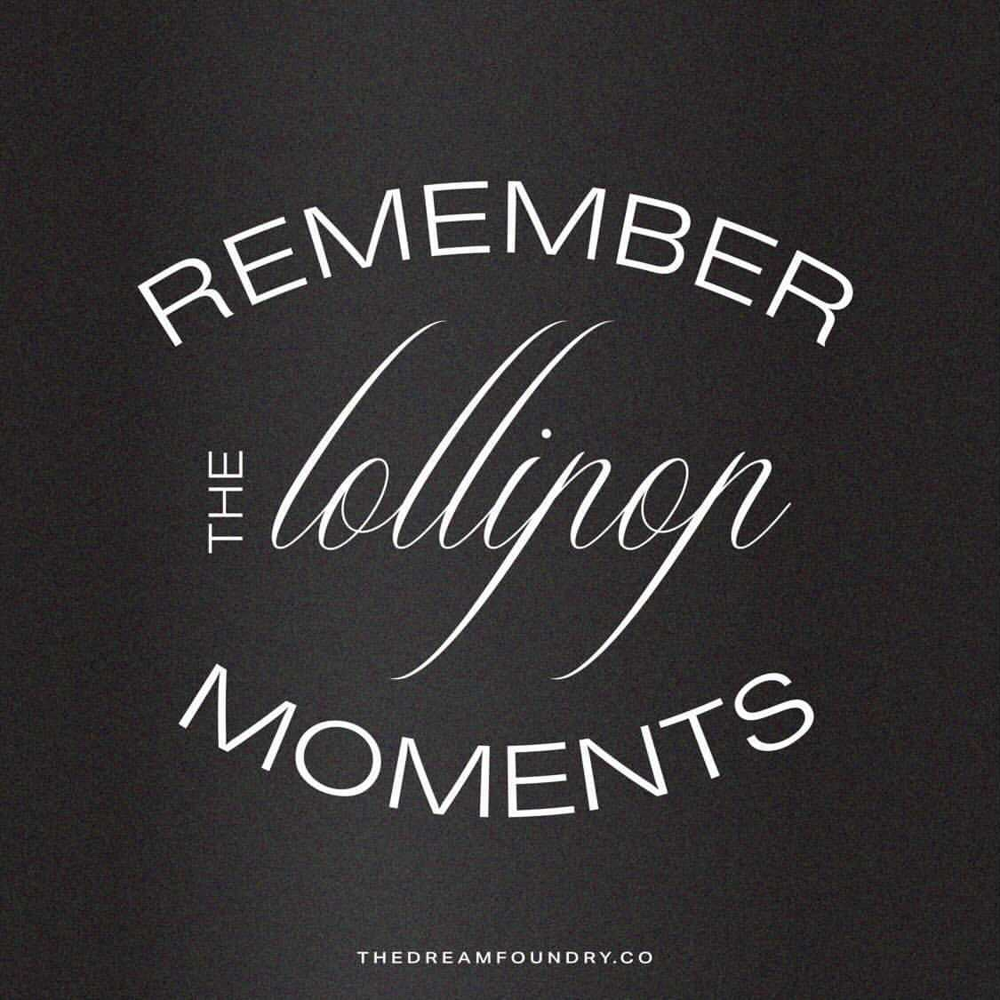 REMEMBER
THE
lollipop
MOMENTS
THEDREAMFOUNDRY.CO